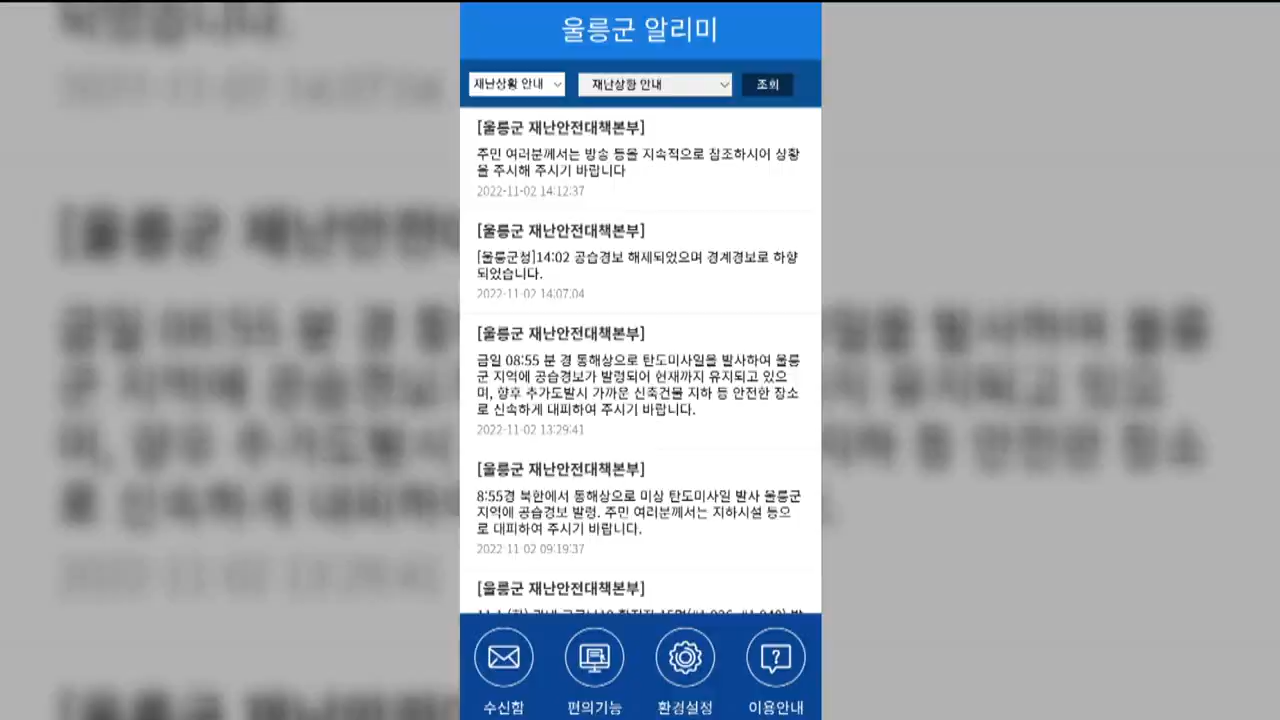 울릉군 알리미
재난상황 안내 재난상황 안내 조회
[울릉군 재난안전대책본부]
주민 여러분께서는 방송 등을 지속적으로 참조하시어 상황
을 주시해 주시기 바랍니다
2022-11-02 14:12:37
[울릉군 재난안전대책본부]
[울릉군청]14:02 공습경보 해제되었으며 경계경보로 하향
되었습니다.
2022-11-02 14:07:04
[울릉군 재난안전대책본부]
금일 08:55 분 경 동해상으로 탄도미사일을 발사하여 울릉
군 지역에 공습경보가 발령되어 현재까지 유지되고 있으
며, 향후 추가도발시 가까운 신축건물 지하 등 안전한 장소
로 신속하게 대피하여 주시기 바랍니다.
2022-11-02 13:29:41
[울릉군 재난안전대책본부]
8:55경 북한에서 동해상으로 미상 탄도미사일 발사 울릉군
지역에 공습경보 발령. 주민 여러분께서는 지하시설 등으
로 대피하여 주시기 바랍니다.
2022-11-02 09:19:37
[울릉군 재난안전대책본부]
수신함 편의기능 환경설정 이용안내